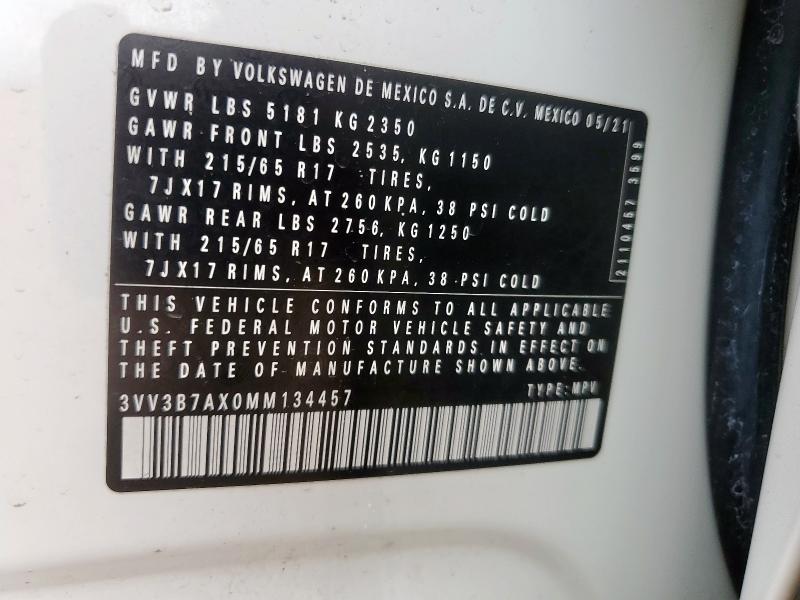 MFD BY VOLKSWAGEN DE MEXICO S.A. DE C.V. MEXICO 05/21
GVWR LBS 5181 KG 2350
GAWR FRONT LBS 2535, KG 1150
WITH 215/65 R17 TIRES,
7JX17 RIMS, AT 260 KPA, 38 PSI COLD
GAWR REAR LBS 2756, KG 1250
WITH 215/65 R17 TIRES,
7JX17 RIMS, AT 260 KPA, 38 PSI COLD
2110457 3599
THIS VEHICLE CONFORMS TO ALL APPLICABLE
U.S. FEDERAL MOTOR VEHICLE SAFETY AND
THEFT PREVENTION STANDARDS IN EFFECT ON
THE DATE OF MANUFACTURE SHOWN ABOVE.
3VV3B7AX0MM134457 TYPE: MPV